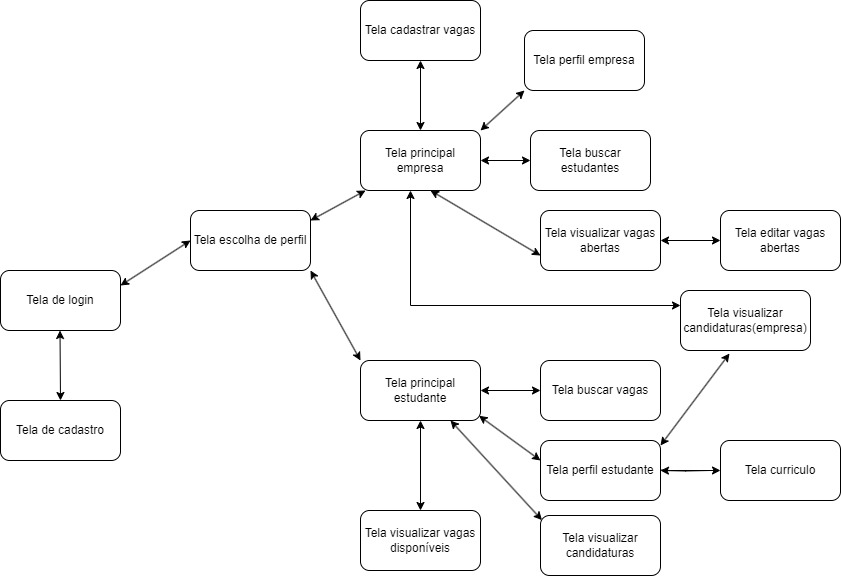 Tela cadastrar vagas
Tela perfil empresa
Tela principal
empresa
Tela buscar
estudantes
Tela escolha de perfil
Tela visualizar vagas
abertas
Tela editar vagas
abertas
Tela de login
Tela visualizar
candidaturas(empresa)
Tela principal
estudante
Tela buscar vagas
Tela de cadastro
Tela perfil estudante
Tela curriculo
Tela visualizar vagas
disponíveis
Tela visualizar
candidaturas